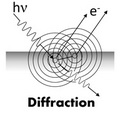 hν
e-
Diffraction